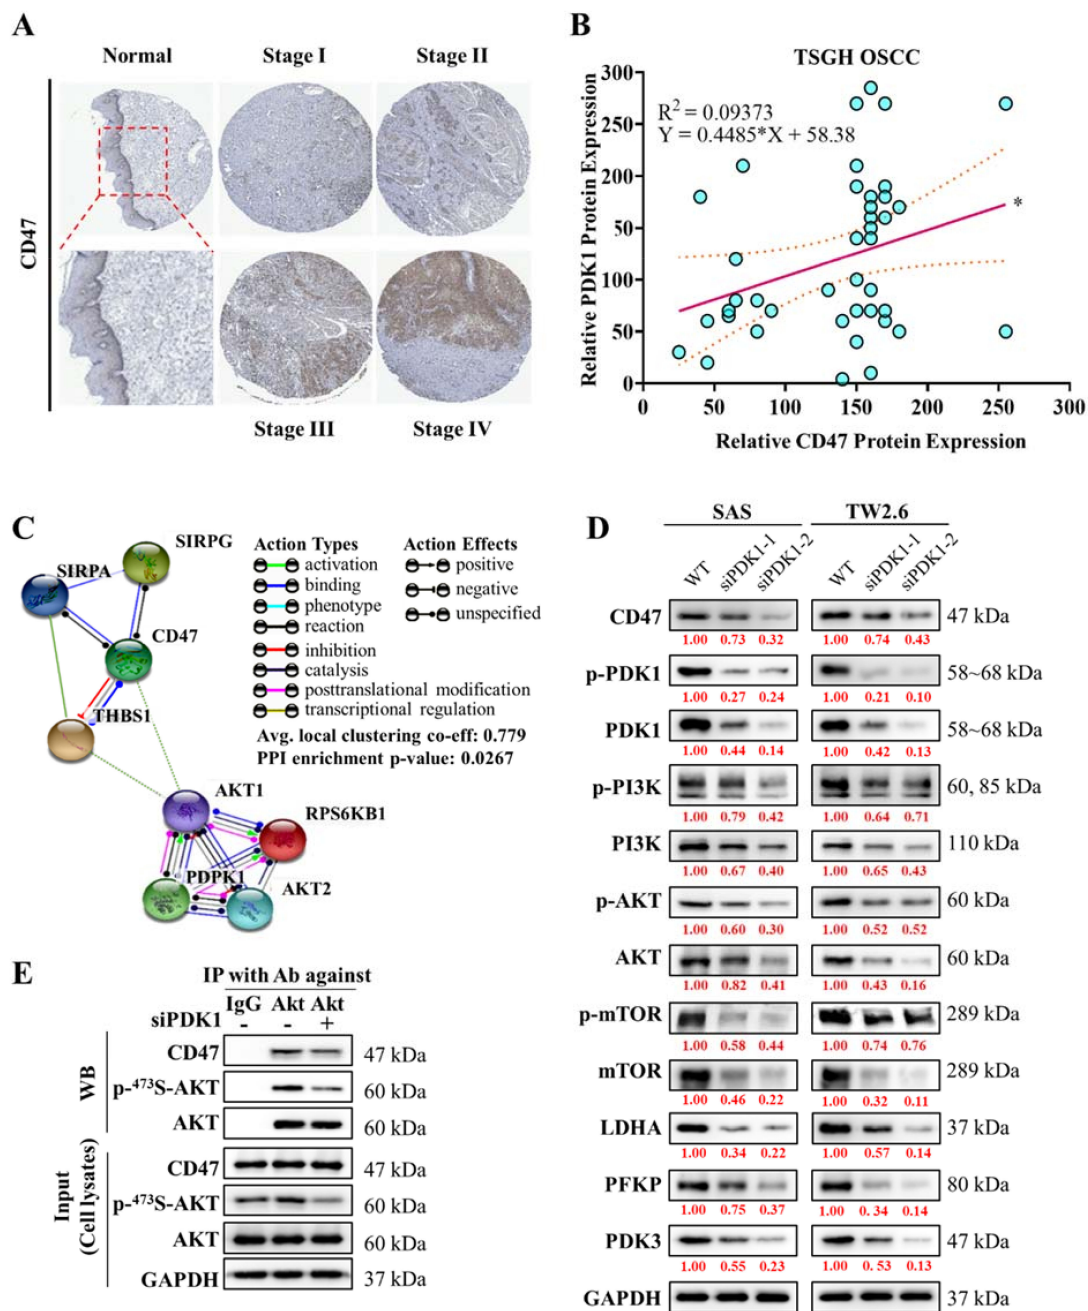 A
Normal
Stage I
Stage II
CD47
Stage III
Stage IV
B
TSGH OSCC
R² = 0.09373
Y = 0.4485*X + 58.38
Relative PDK1 Protein Expression
300
250
200
50
100
50
0
*
0 50 100 150 200 250 300
Relative CD47 Protein Expression
C
SIRPG
SIRPA
CD47
THBS1
AKT1
RPS6KB1
PDPK1
AKT2
Action Types
activation
binding
phenotype
reaction
inhibition
catalysis
posttranslational modification
transcriptional regulation
Action Effects
positive
negative
unspecified
Avg. local clustering co-eff: 0.779
PPI enrichment p-value: 0.0267
D
SAS TW2.6
WT siPDK1-1 siPDK1-2 WT siPDK1-1 siPDK1-2
CD47 47 kDa
1.00 0.73 0.32 1.00 0.74 0.43
p-PDK1 58~68 kDa
1.00 0.27 0.24 1.00 0.21 0.10
PDK1 58~68 kDa
1.00 0.44 0.14 1.00 0.42 0.13
p-PI3K 60, 85 kDa
1.00 0.79 0.42 1.00 0.64 0.71
PI3K 110 kDa
1.00 0.67 0.40 1.00 0.65 0.43
p-AKT 60 kDa
1.00 0.60 0.30 1.00 0.52 0.52
AKT 60 kDa
1.00 0.82 0.41 1.00 0.43 0.16
p-mTOR 289 kDa
1.00 0.58 0.44 1.00 0.74 0.76
mTOR 289 kDa
1.00 0.46 0.22 1.00 0.32 0.11
LDHA 37 kDa
1.00 0.34 0.22 1.00 0.57 0.14
PFKP 80 kDa
1.00 0.75 0.37 1.00 0. 34 0.14
PDK3 47 kDa
1.00 0.55 0.23 1.00 0. 53 0.13
GAPDH 37 kDa
E
IP with Ab against
IgG Akt Akt
siPDK1 - - +
WB
CD47 47 kDa
p-⁴⁷³S-AKT 60 kDa
AKT 60 kDa
Input
(Cell lysates)
CD47 47 kDa
p-⁴⁷³S-AKT 60 kDa
AKT 60 kDa
GAPDH 37 kDa